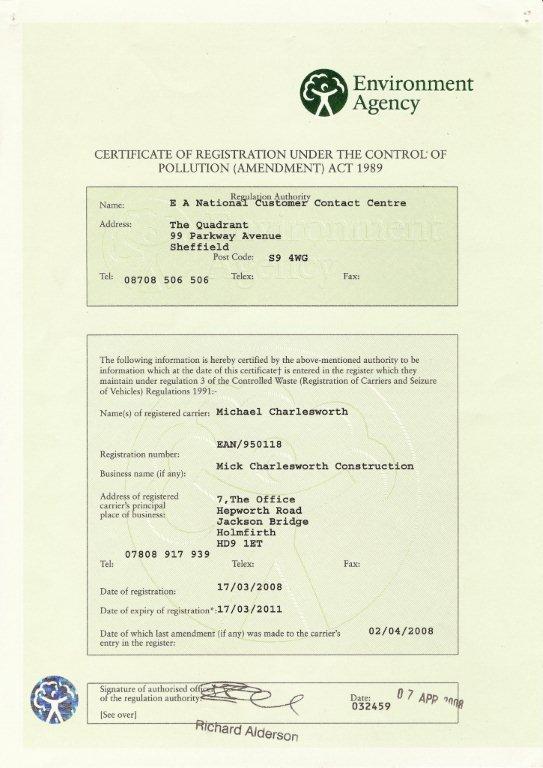 Environment
Agency
CERTIFICATE OF REGISTRATION UNDER THE CONTROL OF
POLLUTION (AMENDMENT) ACT 1989
Regulation Authority
Name: E A National Customer Contact Centre
Address: The Quadrant
99 Parkway Avenue
Sheffield
Post Code: S9 4WG
Tel: 08708 506 506 Telex: Fax:
The following information is hereby certified by the above-mentioned authority to be
information which at the date of this certificate† is entered in the register which they
maintain under regulation 3 of the Controlled Waste (Registration of Carriers and Seizure
of Vehicles) Regulations 1991:-
Name(s) of registered carrier: Michael Charlesworth
EAN/950118
Registration number:
Business name (if any): Mick Charlesworth Construction
Address of registered
carrier's principal
place of business:
7,The Office
Hepworth Road
Jackson Bridge
Holmfirth
HD9 1ET
07808 917 939
Tel: Telex: Fax:
Date of registration: 17/03/2008
Date of expiry of registration*: 17/03/2011
Date of which last amendment (if any) was made to the carrier's 02/04/2008
entry in the register:
Signature of authorised officer
of the regulation authority:
[See over]
Date: 07 APR 2008
032459
Richard Alderson